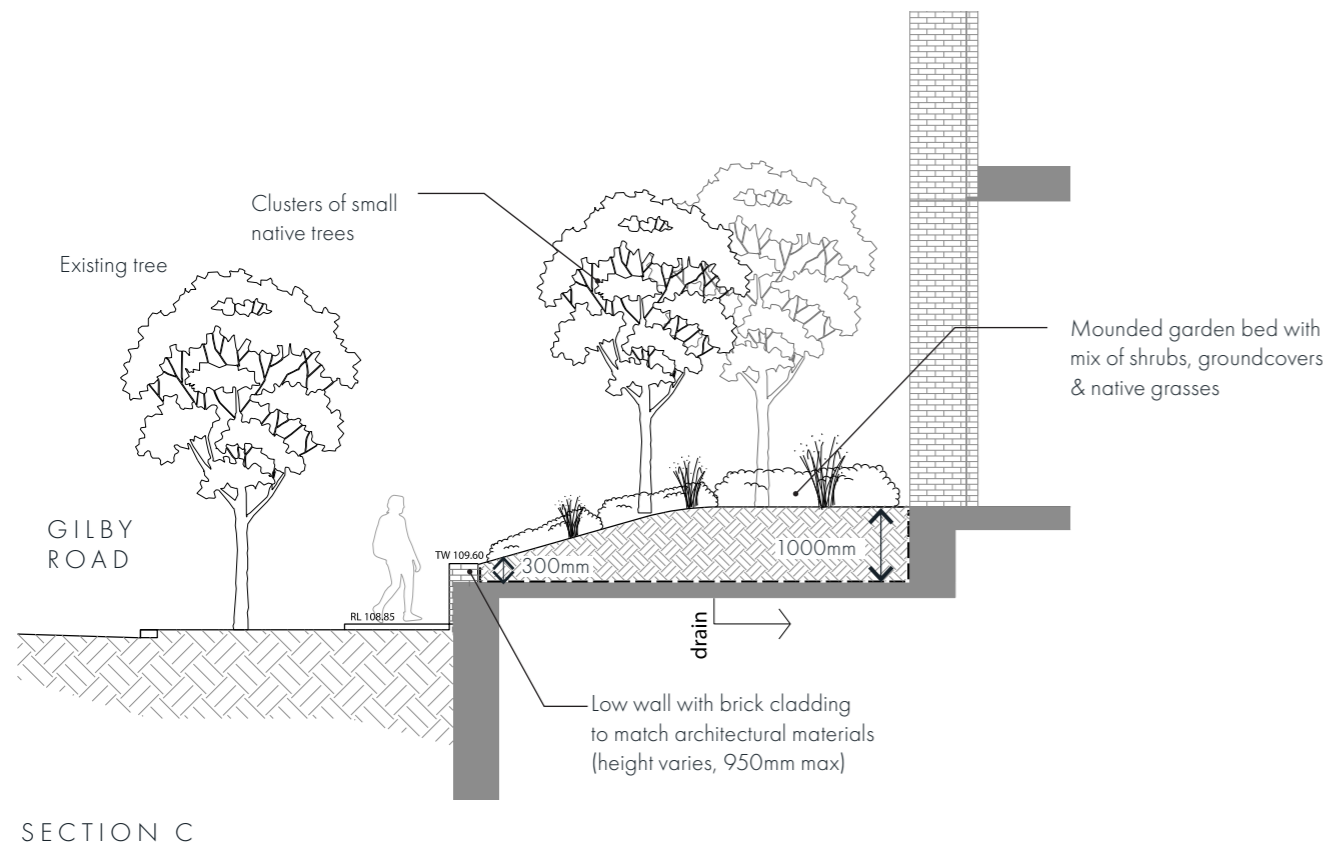 Clusters of small
native trees
Existing tree
Mounded garden bed with
mix of shrubs, groundcovers
& native grasses
GILBY
ROAD
TW 109.60
300mm
1000mm
RL 108.85
drain
Low wall with brick cladding
to match architectural materials
(height varies, 950mm max)
SECTION C